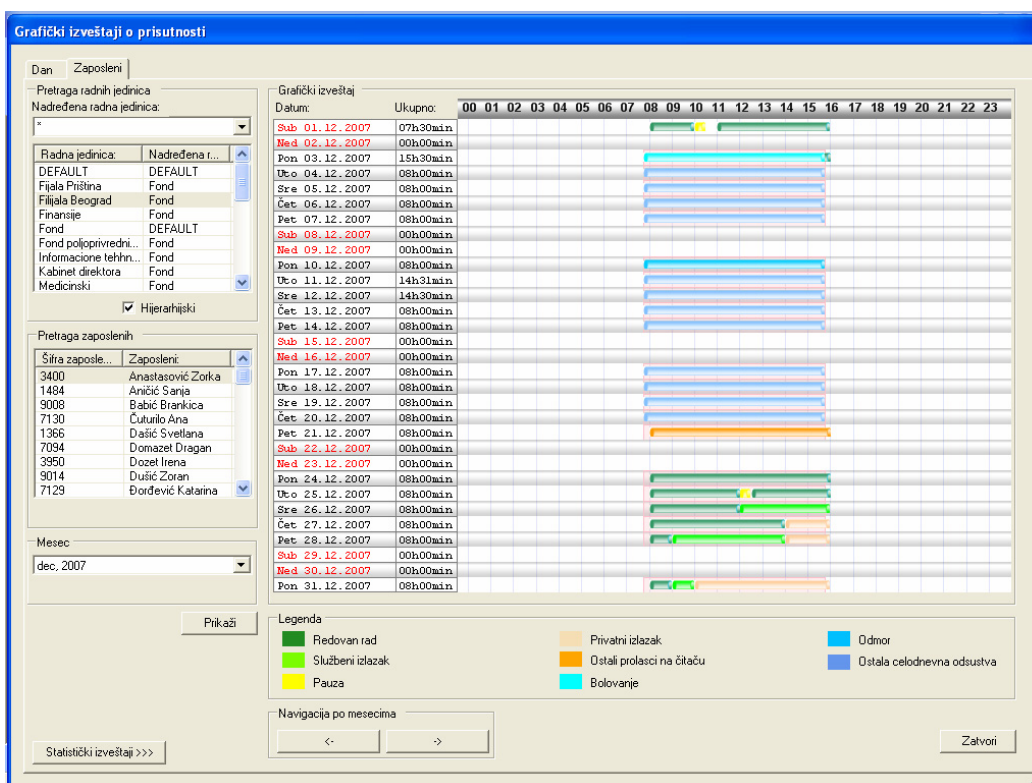 Grafički izveštaji o prisutnosti
Dan Zaposleni
Pretraga radnih jedinica
Nadređena radna jedinica:
*
Radna jedinica: Nadređena r...
DEFAULT DEFAULT
Fijala Priština Fond
Filijala Beograd Fond
Finansije Fond
Fond DEFAULT
Fond poljoprivredni... Fond
Informacione tehhn... Fond
Kabinet direktora Fond
Medicinski Fond
Hijerarhijski
Pretraga zaposlenih
Šifra zaposle... Zaposleni:
3400 Anastasović Zorka
1484 Aničić Sanja
9008 Babić Brankica
7130 Čuturilo Ana
1366 Dašić Svetlana
7094 Domazet Dragan
3950 Dozet Irena
9014 Dušić Zoran
7129 Đorđević Katarina
Mesec
dec, 2007
Prikaži
Statistički izveštaji >>>
Grafički izveštaj
Datum: Ukupno: 00 01 02 03 04 05 06 07 08 09 10 11 12 13 14 15 16 17 18 19 20 21 22 23
Sub 01.12.2007 07h30min
Ned 02.12.2007 00h00min
Pon 03.12.2007 15h30min
Uto 04.12.2007 08h00min
Sre 05.12.2007 08h00min
Čet 06.12.2007 08h00min
Pet 07.12.2007 08h00min
Sub 08.12.2007 00h00min
Ned 09.12.2007 00h00min
Pon 10.12.2007 08h00min
Uto 11.12.2007 14h31min
Sre 12.12.2007 14h30min
Čet 13.12.2007 08h00min
Pet 14.12.2007 08h00min
Sub 15.12.2007 00h00min
Ned 16.12.2007 00h00min
Pon 17.12.2007 08h00min
Uto 18.12.2007 08h00min
Sre 19.12.2007 08h00min
Čet 20.12.2007 08h00min
Pet 21.12.2007 08h00min
Sub 22.12.2007 00h00min
Ned 23.12.2007 00h00min
Pon 24.12.2007 08h00min
Uto 25.12.2007 08h00min
Sre 26.12.2007 08h00min
Čet 27.12.2007 08h00min
Pet 28.12.2007 08h00min
Sub 29.12.2007 00h00min
Ned 30.12.2007 00h00min
Pon 31.12.2007 08h00min
Legenda
Redovan rad Privatni izlazak Odmor
Službeni izlazak Ostali prolasci na čitaču Ostala celodnevna odsustva
Pauza Bolovanje
Navigacija po mesecima
<- ->
Zatvori